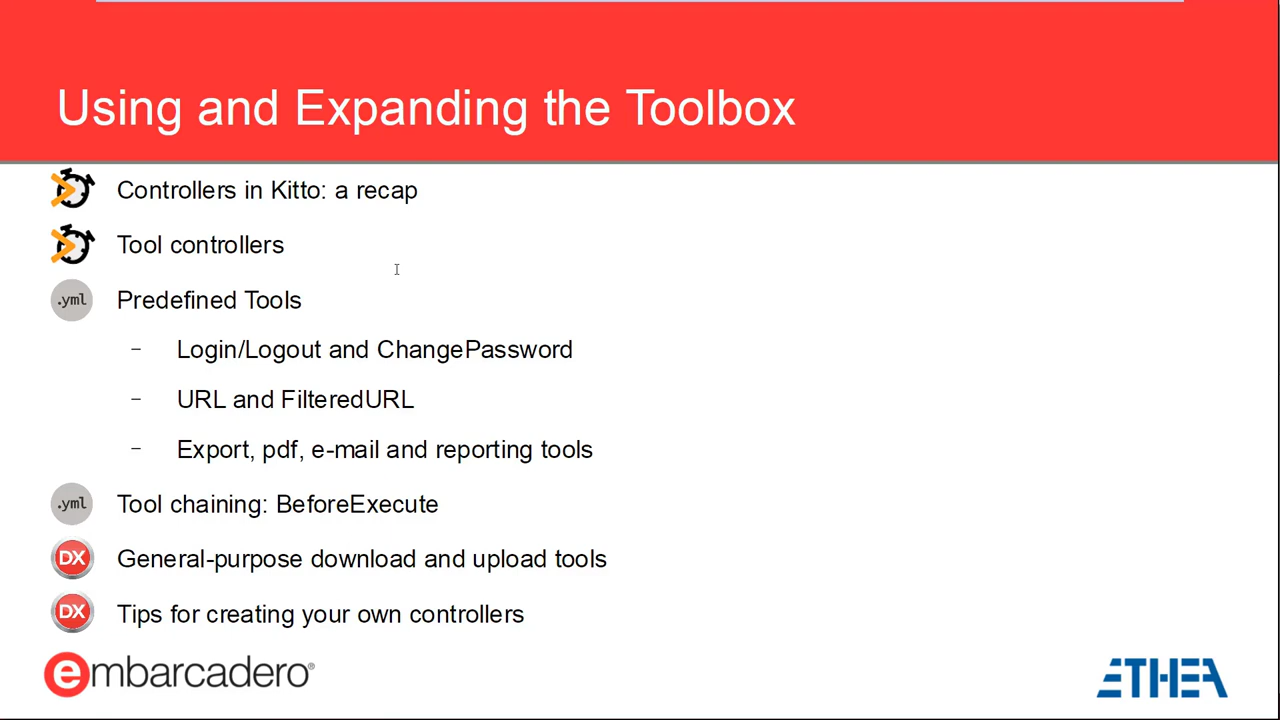 Using and Expanding the Toolbox
Controllers in Kitto: a recap
Tool controllers
.yml Predefined Tools
– Login/Logout and ChangePassword
– URL and FilteredURL
– Export, pdf, e-mail and reporting tools
.yml Tool chaining: BeforeExecute
DX General-purpose download and upload tools
DX Tips for creating your own controllers
embarcadero®
ETHEA